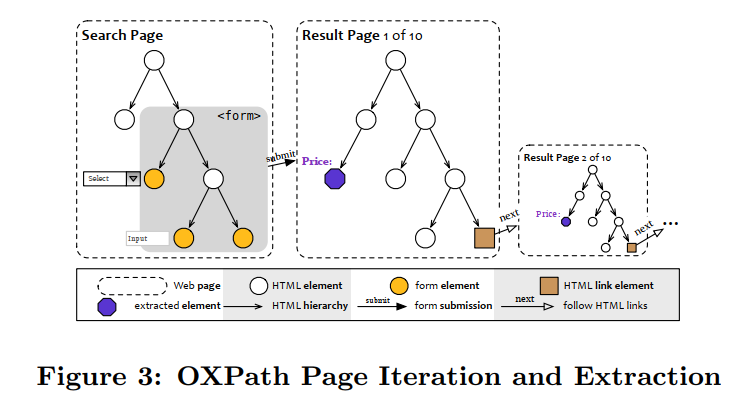 Search Page
<form>
Select
Input
submit
Result Page 1 of 10
Price:
next
Result Page 2 of 10
Price:
next
...
Web page
HTML element
form element
HTML link element
extracted element
HTML hierarchy
submit
form submission
next
follow HTML links
Figure 3: OXPath Page Iteration and Extraction